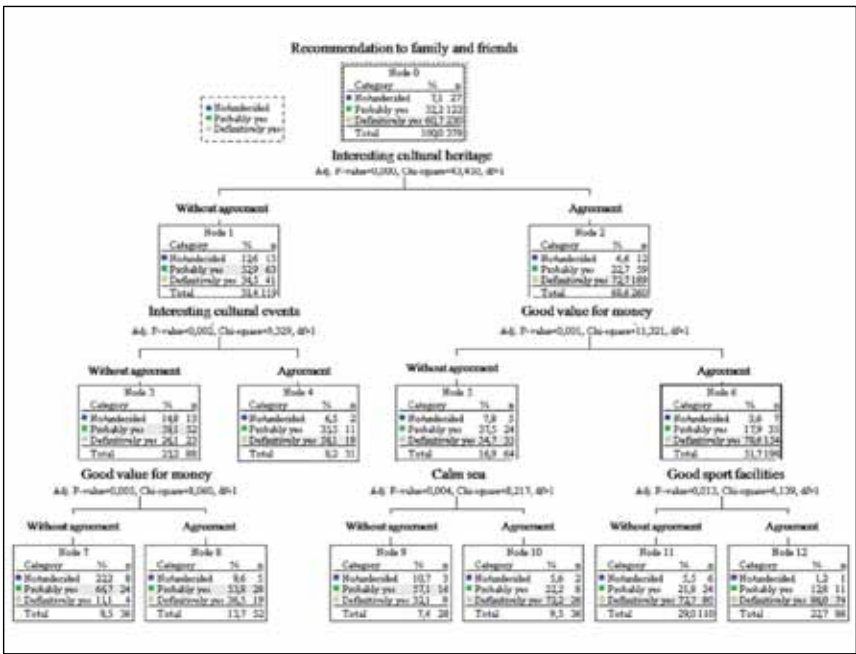 Recommendation to family and friends
Node 0
Category % n
Notundecided 7,1 27
Probably yes 32,2 122
Definitively yes 60,7 230
Total 100,0 379
Notundecided
Probably yes
Definitively yes
Interesting cultural heritage
Adj. P-value=0,000, Chi-square=43,430, df=1
Without agreement
Agreement
Node 1
Category % n
Notundecided 12,6 15
Probably yes 52,9 63
Definitively yes 34,5 41
Total 31,4 119
Node 2
Category % n
Notundecided 4,6 12
Probably yes 22,7 59
Definitively yes 72,7 189
Total 68,6 260
Interesting cultural events
Adj. P-value=0,002, Chi-square=9,329, df=1
Good value for money
Adj. P-value=0,001, Chi-square=11,321, df=1
Without agreement
Agreement
Without agreement
Agreement
Node 3
Category % n
Notundecided 14,8 13
Probably yes 52
Definitively yes 26,1 23
Total 23,2 88
Node 4
Category % n
Notundecided 6,5 2
Probably yes 35,5 11
Definitively yes 58,1 18
Total 8,2 31
Node 5
Category % n
Notundecided 7,8 5
Probably yes 37,5 24
Definitively yes 54,7 35
Total 16,9 64
Node 6
Category % n
Notundecided 3,6 7
Probably yes 17,9 35
Definitively yes 78,6 154
Total 51,7 196
Good value for money
Adj. P-value=0,005, Chi-square=8,060, df=1
Calm sea
Adj. P-value=0,004, Chi-square=8,217, df=1
Good sport facilities
Adj. P-value=0,013, Chi-square=6,139, df=1
Without agreement
Agreement
Without agreement
Agreement
Without agreement
Agreement
Node 7
Category % n
Notundecided 22,2 8
Probably yes 66,7 24
Definitively yes 11,1 4
Total 9,5 36
Node 8
Category % n
Notundecided 9,6 5
Probably yes 53,8 28
Definitively yes 36,5 19
Total 13,7 52
Node 9
Category % n
Notundecided 10,7 3
Probably yes 57,1 16
Definitively yes 32,1 9
Total 7,4 28
Node 10
Category % n
Notundecided 5,6 2
Probably yes 22,2 8
Definitively yes 72,2 26
Total 9,5 36
Node 11
Category % n
Notundecided 5,5 6
Probably yes 21,8 24
Definitively yes 72,7 80
Total 29,0 110
Node 12
Category % n
Notundecided 1,2 1
Probably yes 12,8 11
Definitively yes 86,0 74
Total 22,7 86